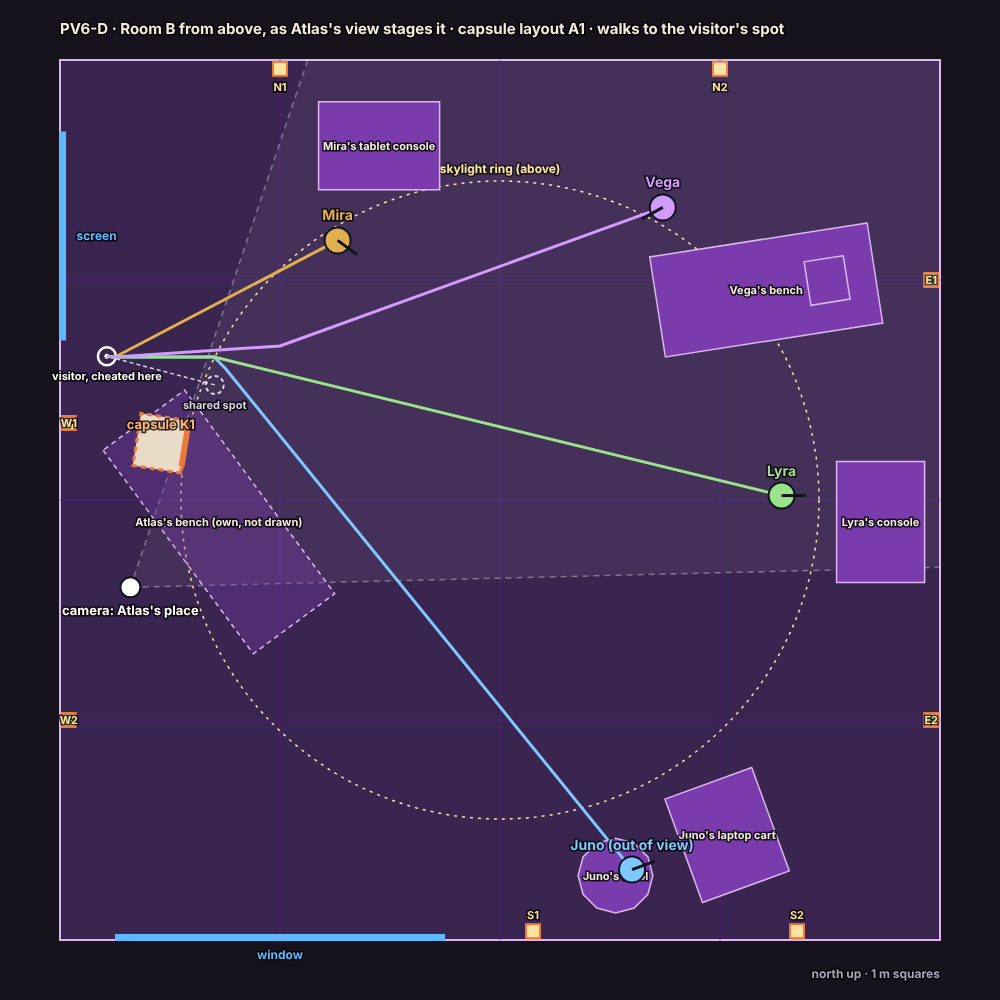 PV6-D · Room B from above, as Atlas's view stages it · capsule layout A1 · walks to the visitor's spot
N1
N2
Mira's tablet console
skylight ring (above)
Vega
Mira
screen
E1
Vega's bench
visitor, cheated here
shared spot
W1
capsule K1
Lyra
Atlas's bench (own, not drawn)
Lyra's console
camera: Atlas's place
W2
E2
Juno's laptop cart
Juno (out of view)
Juno's
S1
S2
window
north up · 1 m squares